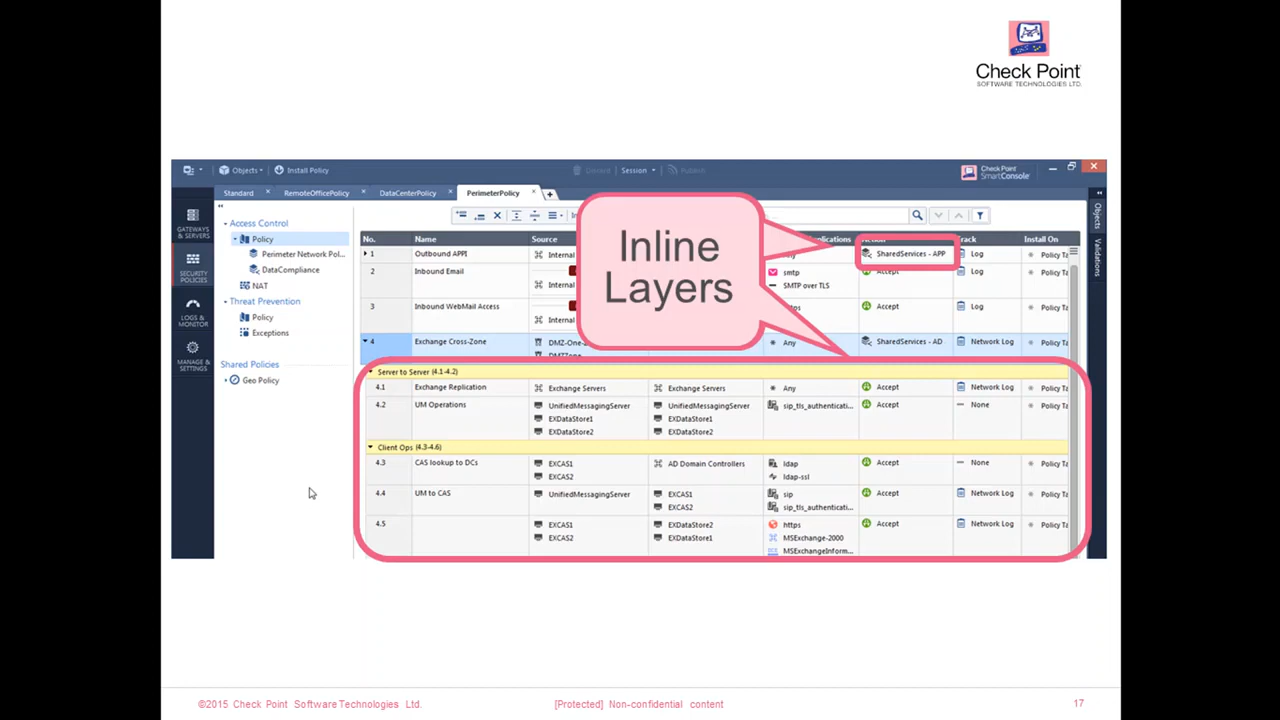 Check Point
SOFTWARE TECHNOLOGIES LTD.
Objects Install Policy Discard Session Publish Check Point SmartConsole
Standard RemoteOfficePolicy DataCenterPolicy PerimeterPolicy
GATEWAYS & SERVERS
SECURITY POLICIES
LOGS & MONITOR
MANAGE & SETTINGS
Access Control
Policy
Perimeter Network Pol...
DataCompliance
NAT
Threat Prevention
Policy
Exceptions
Shared Policies
Geo Policy
Inline
Layers
No. Name Source Install On
1 Outbound APPI Internal SharedServices - APP Log Policy Ta
2 Inbound Email Internal smtp Accept Log Policy Ta
SMTP over TLS
3 Inbound WebMail Access Internal Accept Log Policy Ta
4 Exchange Cross-Zone Any SharedServices - AD Network Log Policy Ta
DMZZone
Server to Server (4.1-4.2)
4.1 Exchange Replication Exchange Servers Exchange Servers Any Accept Network Log Policy Ta
4.2 UM Operations UnifiedMessagingServer UnifiedMessagingServer sip_tls_authenticati... Accept None Policy Ta
EXDataStore1 EXDataStore1
EXDataStore2 EXDataStore2
Client Ops (4.3-4.6)
4.3 CAS lookup to DCs EXCAS1 AD Domain Controllers ldap Accept None Policy Ta
EXCAS2 ldap-ssl
4.4 UM to CAS UnifiedMessagingServer EXCAS1 sip Accept Network Log Policy Ta
EXCAS2 sip_tls_authenticati...
4.5 EXCAS1 EXDataStore2 https Accept Network Log Policy Ta
EXCAS2 EXDataStore1 MSExchange-2000
MSExchangeInform...
Objects
Validations
©2015 Check Point Software Technologies Ltd. [Protected] Non-confidential content 17